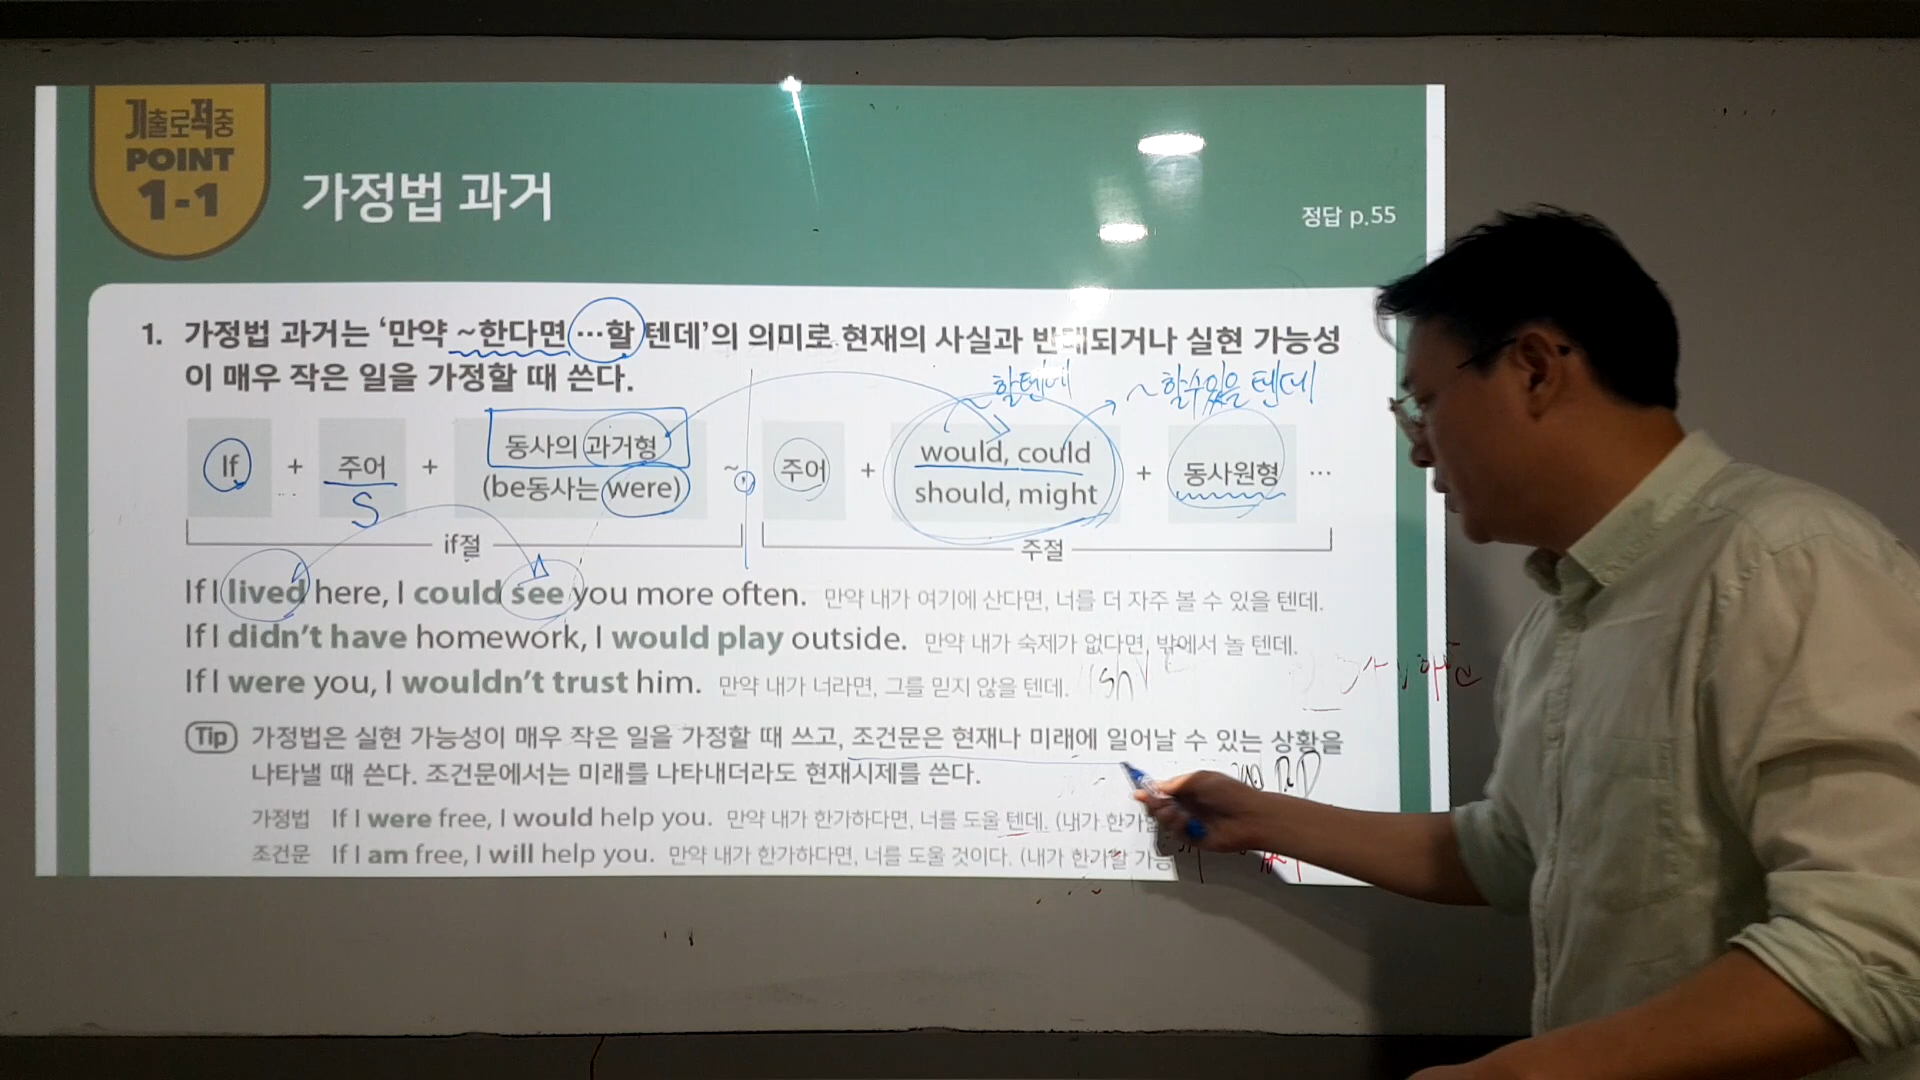 기출로적중
POINT
1-1
가정법 과거
정답 p.55
1. 가정법 과거는 ‘만약 ~한다면 …할 텐데’의 의미로 현재의 사실과 반대되거나 실현 가능성
이 매우 작은 일을 가정할 때 쓴다.
~할텐데
~할수있을 텐데
If + 주어 + 동사의 과거형 ~, 주어 + would, could + 동사원형 …
(be동사는 were) should, might
S
if절 주절
If I lived here, I could see you more often. 만약 내가 여기에 산다면, 너를 더 자주 볼 수 있을 텐데.
If I didn’t have homework, I would play outside. 만약 내가 숙제가 없다면, 밖에서 놀 텐데.
If I were you, I wouldn’t trust him. 만약 내가 너라면, 그를 믿지 않을 텐데.
Tip 가정법은 실현 가능성이 매우 작은 일을 가정할 때 쓰고, 조건문은 현재나 미래에 일어날 수 있는 상황을
나타낼 때 쓴다. 조건문에서는 미래를 나타내더라도 현재시제를 쓴다.
가정법 If I were free, I would help you. 만약 내가 한가하다면, 너를 도울 텐데. (내가 한가할
조건문 If I am free, I will help you. 만약 내가 한가하다면, 너를 도울 것이다. (내가 한가할 가능